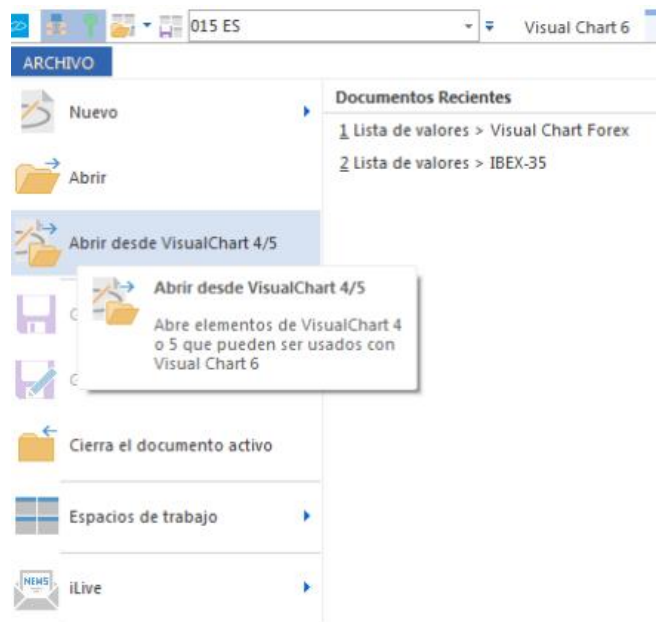 015 ES
Visual Chart 6
ARCHIVO
Nuevo
Abrir
Abrir desde VisualChart 4/5
Abrir desde VisualChart 4/5
Abre elementos de VisualChart 4
o 5 que pueden ser usados con
Visual Chart 6
G
G
Cierra el documento activo
Espacios de trabajo
NEWS
iLive
Documentos Recientes
1 Lista de valores > Visual Chart Forex
2 Lista de valores > IBEX-35